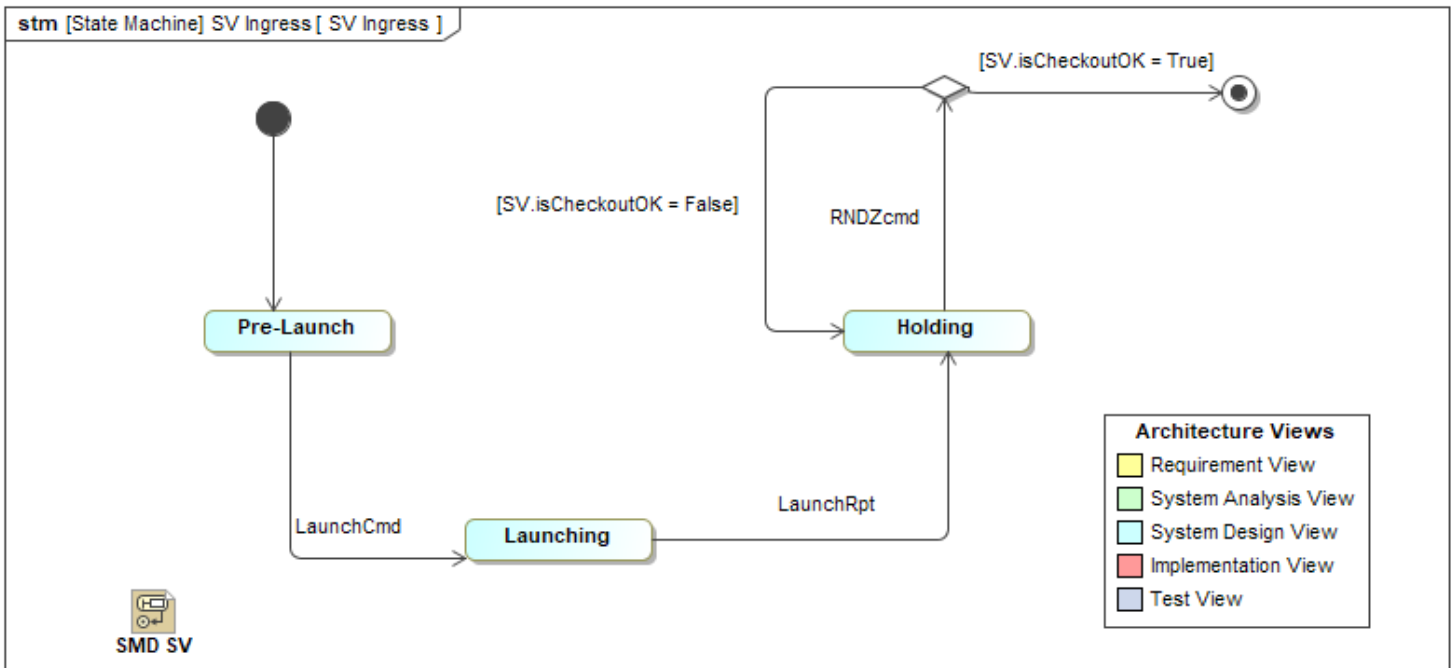 stm [State Machine] SV Ingress [ SV Ingress ]
[SV.isCheckoutOK = True]
[SV.isCheckoutOK = False]
RNDZcmd
Pre-Launch
Holding
LaunchCmd
Launching
LaunchRpt
Architecture Views
Requirement View
System Analysis View
System Design View
Implementation View
Test View
SMD SV